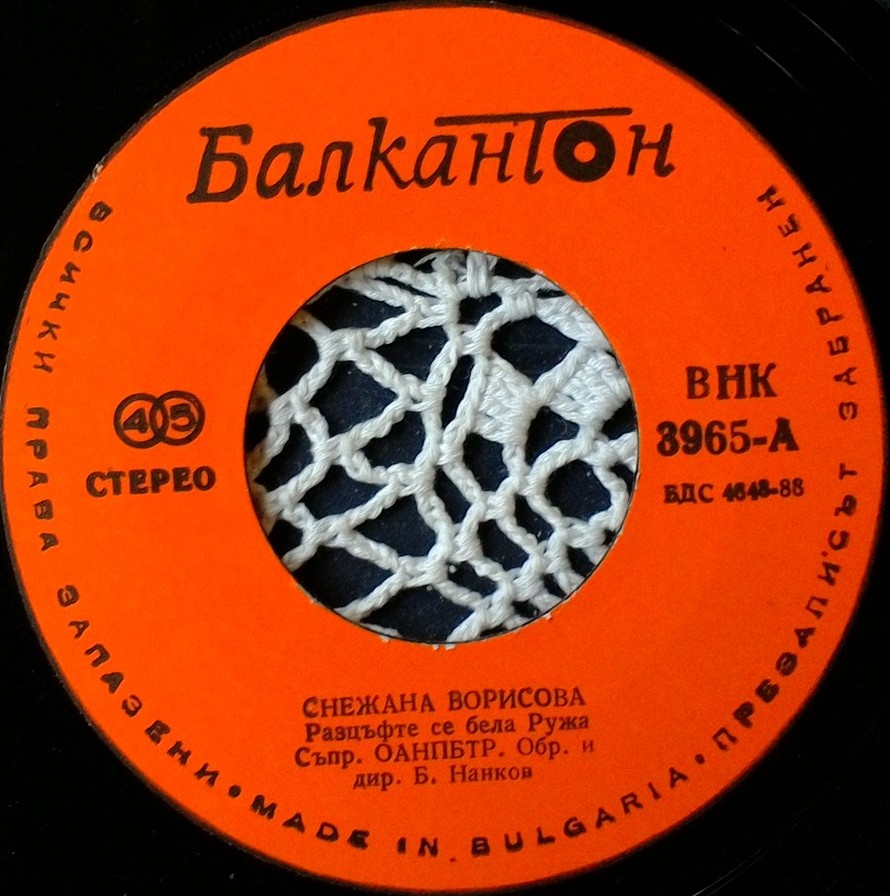 Балкантон
45
СТЕРЕО
ВНК
3965-А
БДС 4648-88
СНЕЖАНА ВОРИСОВА
Разцъфте се бела Ружа
Съпр. ОАНПБТР. Обр. и
дир. Б. Нанков
ВСИЧКИ ПРАВА ЗАПАЗЕНИ • MADE IN BULGARIA • ПРЕЗАПИСЪТ ЗАБРАНЕН